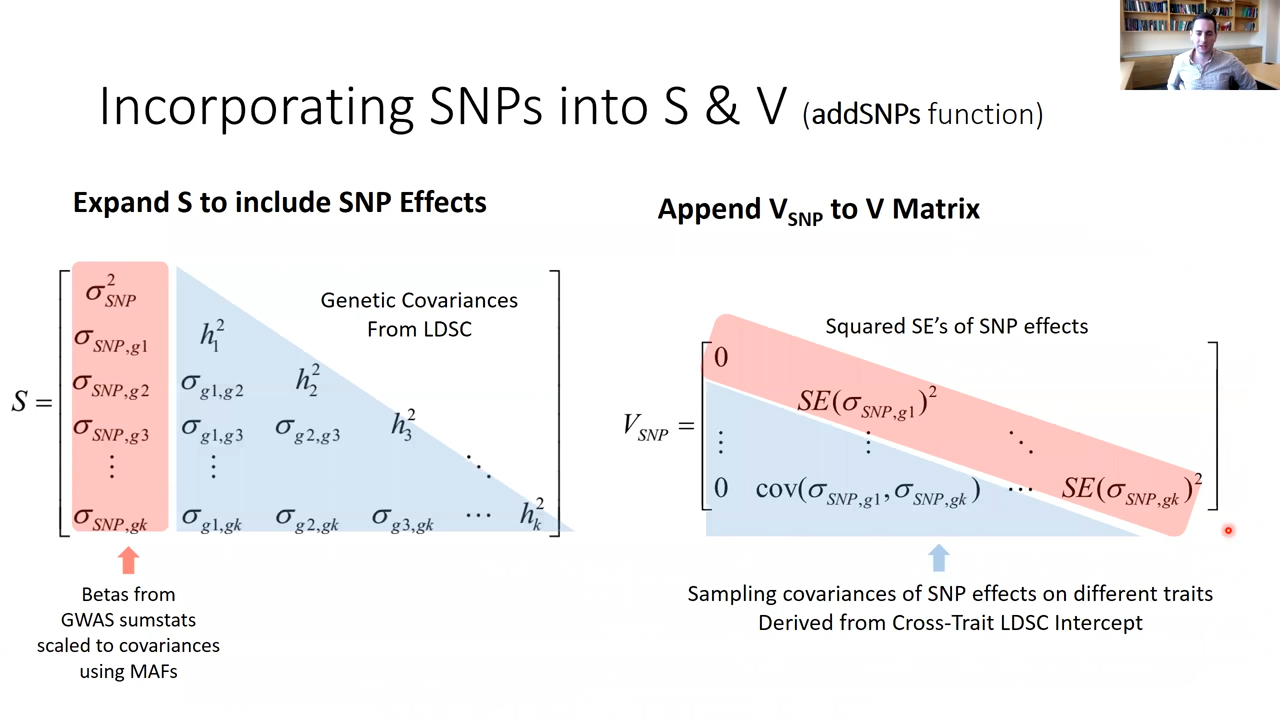 Incorporating SNPs into S & V (addSNPs function)
Expand S to include SNP Effects
S =
σ²_SNP
σ_SNP,g1 h²_1
σ_SNP,g2 σ_g1,g2 h²_2
σ_SNP,g3 σ_g1,g3 σ_g2,g3 h²_3
⋮ ⋮ ⋱
σ_SNP,gk σ_g1,gk σ_g2,gk σ_g3,gk ⋯ h²_k
Genetic Covariances
From LDSC
Betas from
GWAS sumstats
scaled to covariances
using MAFs
Append V_SNP to V Matrix
Squared SE’s of SNP effects
V_SNP =
0
SE(σ_SNP,g1)²
⋮ ⋮ ⋱
0 cov(σ_SNP,g1, σ_SNP,gk) ⋯ SE(σ_SNP,gk)²
Sampling covariances of SNP effects on different traits
Derived from Cross-Trait LDSC Intercept